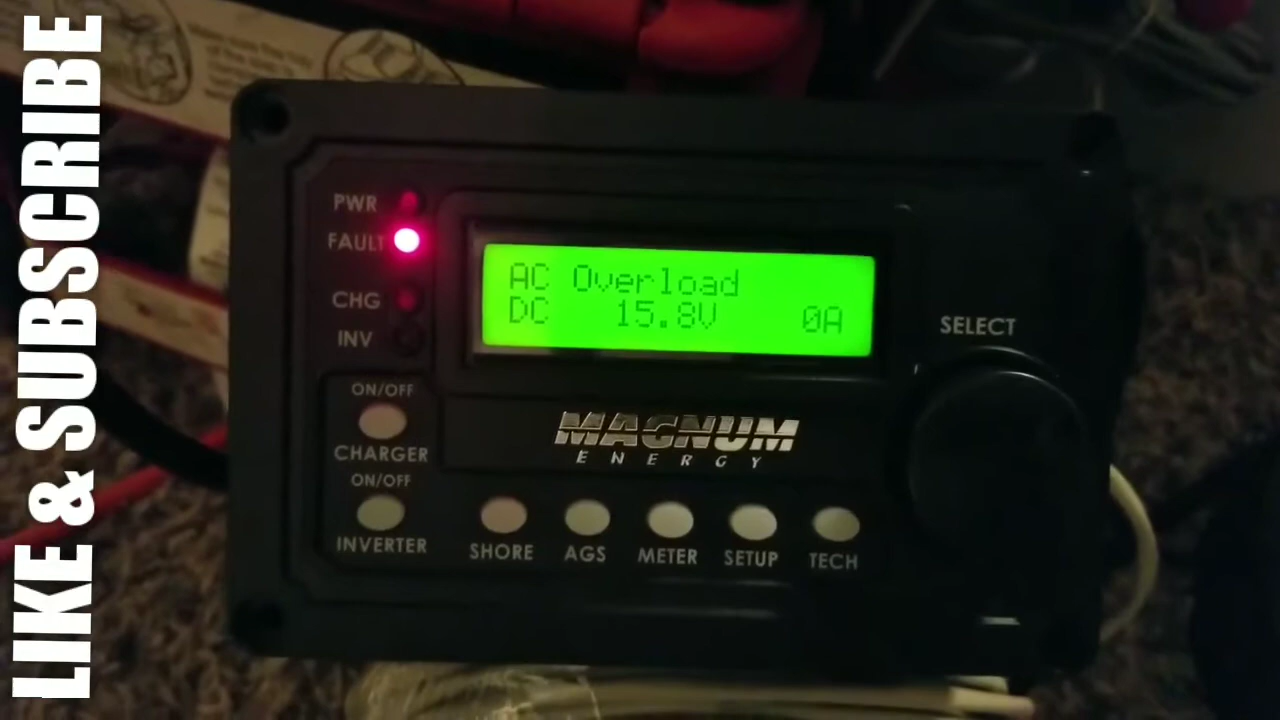 LIKE & SUBSCRIBE
PWR
FAULT
CHG
INV
AC Overload
DC 15.8V 0A
SELECT
ON/OFF
CHARGER
ON/OFF
INVERTER
MAGNUM
ENERGY
SHORE AGS METER SETUP TECH